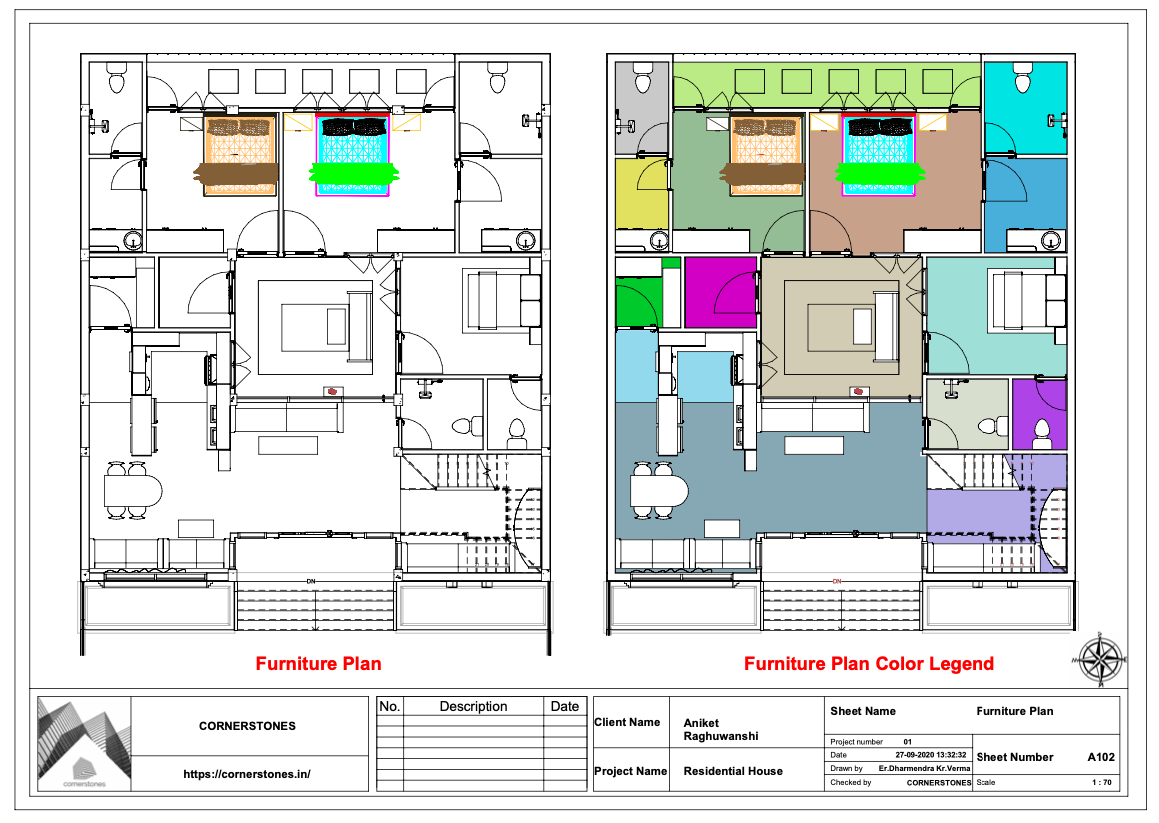 DN
DN
Furniture Plan
Furniture Plan Color Legend
CORNERSTONES
https://cornerstones.in/
cornerstones
No.
Description
Date
Client Name
Aniket
Raghuwanshi
Project Name
Residential House
Sheet Name
Furniture Plan
Project number
01
Date
27-09-2020 13:32:32
Drawn by
Er.Dharmendra Kr.Verma
Checked by
CORNERSTONES
Sheet Number
A102
Scale
1 : 70